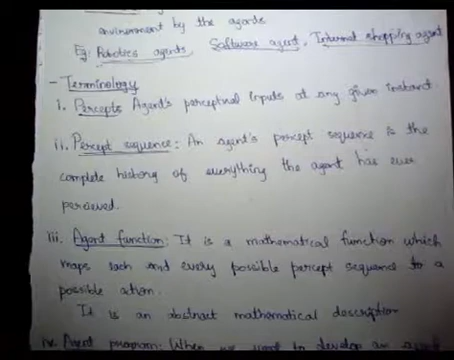 environment by the agents
Eg: Robotics agents, Software agent, Internet shopping agent
- Terminology
i. Percepts Agent's perceptual inputs at any given instant
ii. Percept sequence: An agent's percept sequence is the
complete history of everything the agent has ever
percieved.
iii. Agent function: It is a mathematical function which
maps each and every possible percept sequence to a
possible action.
It is an abstract mathematical description
iv. Agent program: When we want to develop an agent